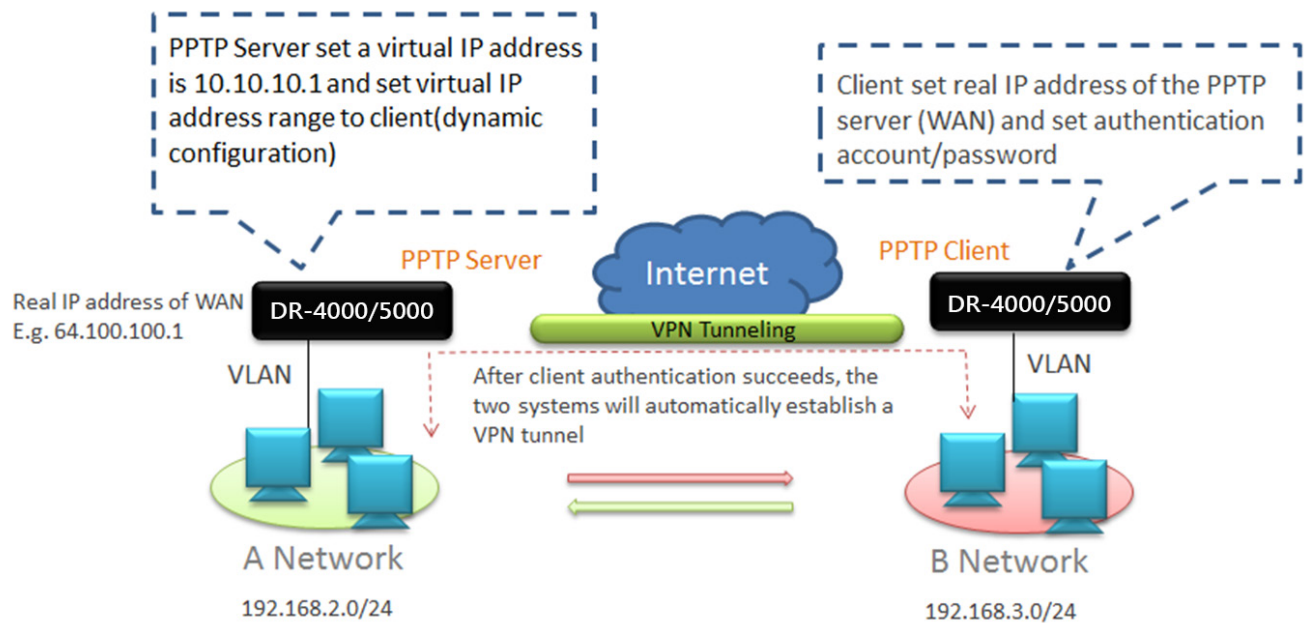 PPTP Server set a virtual IP address
is 10.10.10.1 and set virtual IP
address range to client(dynamic
configuration)
Client set real IP address of the PPTP
server (WAN) and set authentication
account/password
PPTP Server
Internet
PPTP Client
Real IP address of WAN
E.g. 64.100.100.1
DR-4000/5000
DR-4000/5000
VPN Tunneling
VLAN
VLAN
After client authentication succeeds, the
two systems will automatically establish a
VPN tunnel
A Network
B Network
192.168.2.0/24
192.168.3.0/24